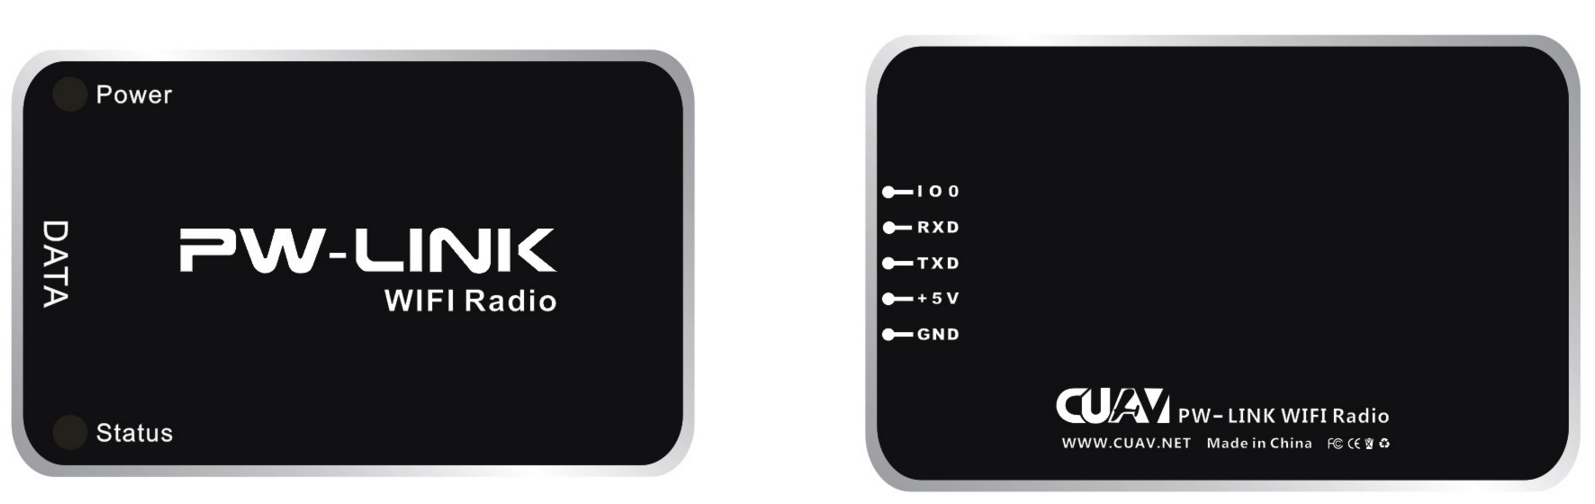 Power
DATA
PW-LINK
WIFI Radio
Status
IO0
RXD
TXD
+5V
GND
CUAV PW-LINK WIFI Radio
WWW.CUAV.NET Made in China FC CE